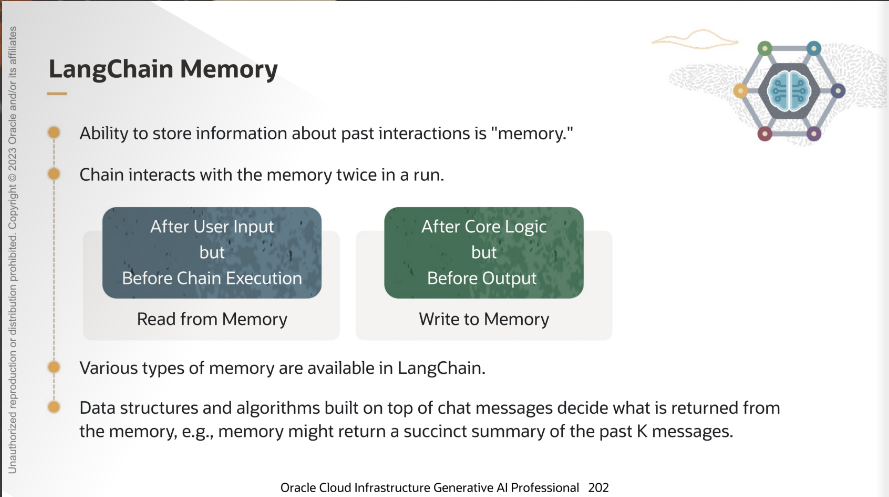 LangChain Memory
Ability to store information about past interactions is "memory."
Chain interacts with the memory twice in a run.
After User Input
but
Before Chain Execution
Read from Memory
After Core Logic
but
Before Output
Write to Memory
Various types of memory are available in LangChain.
Data structures and algorithms built on top of chat messages decide what is returned from
the memory, e.g., memory might return a succinct summary of the past K messages.
Oracle Cloud Infrastructure Generative AI Professional 202
Unauthorized reproduction or distribution prohibited. Copyright © 2023 Oracle and/or its affiliates